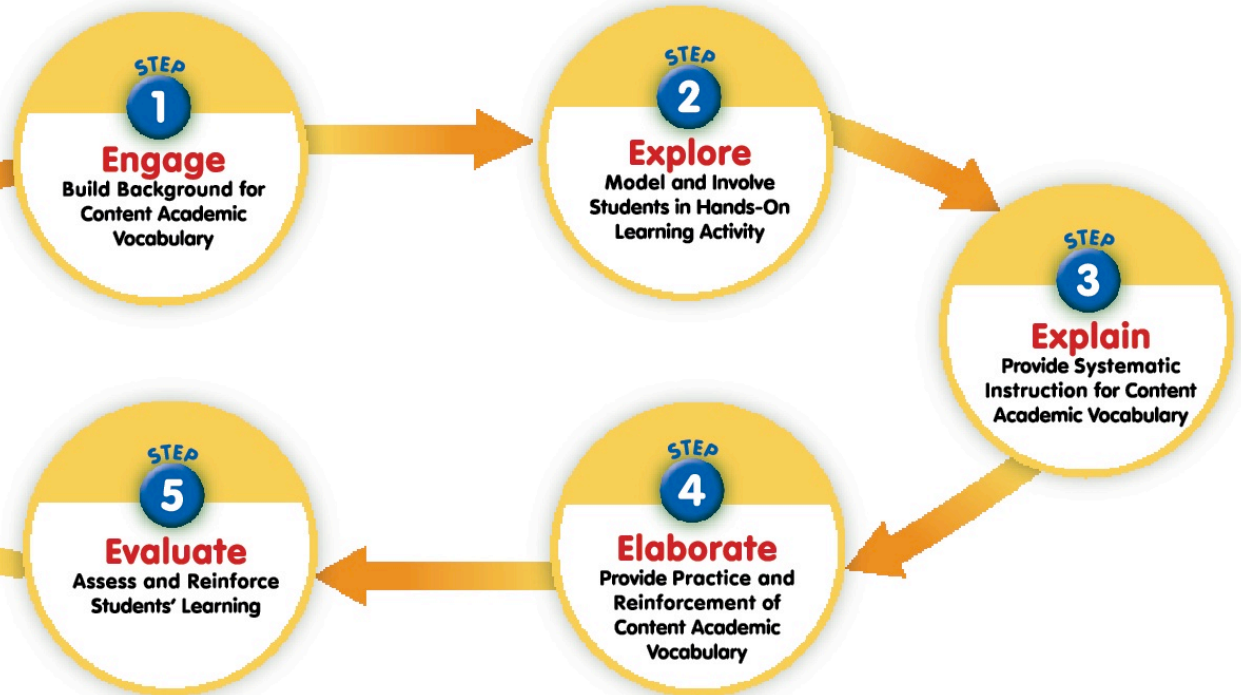 STEP
1
Engage
Build Background for
Content Academic
Vocabulary
STEP
2
Explore
Model and Involve
Students in Hands-On
Learning Activity
STEP
3
Explain
Provide Systematic
Instruction for Content
Academic Vocabulary
STEP
4
Elaborate
Provide Practice and
Reinforcement of
Content Academic
Vocabulary
STEP
5
Evaluate
Assess and Reinforce
Students' Learning